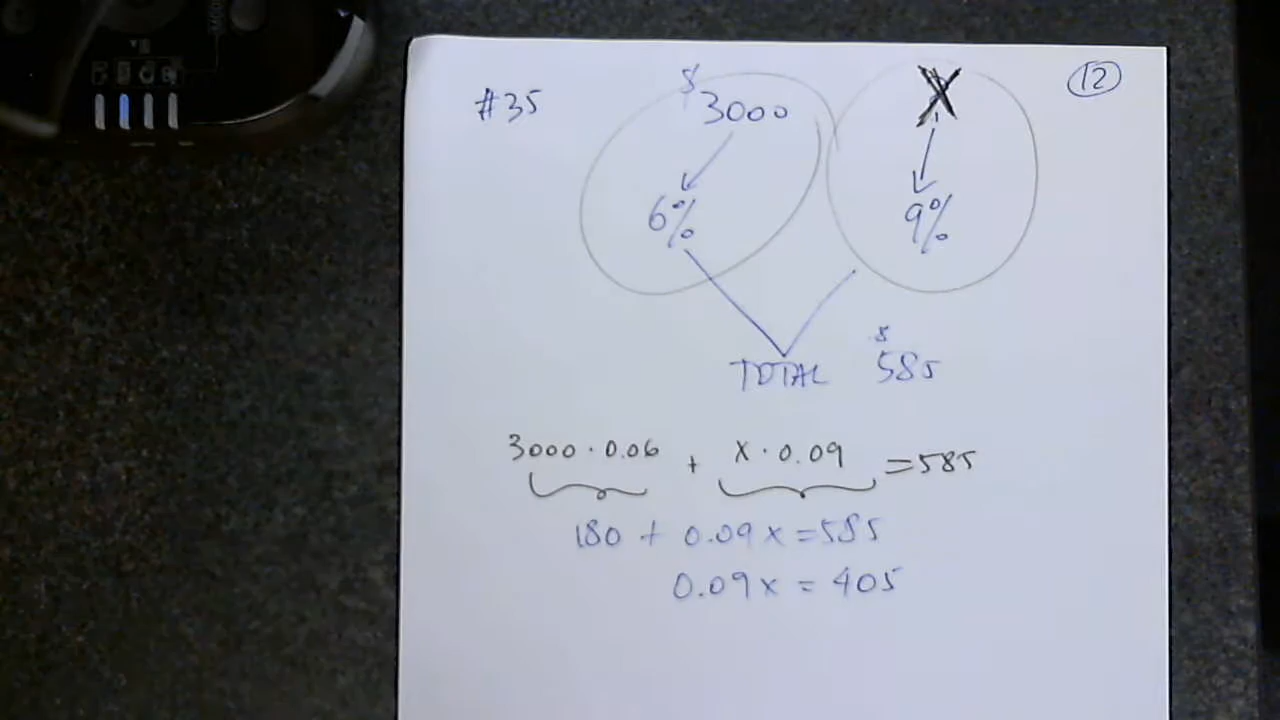 #35 $3000 X 12
6% 9%
TOTAL $585
3000 · 0.06 + x · 0.09 = 585
180 + 0.09x = 585
0.09x = 405